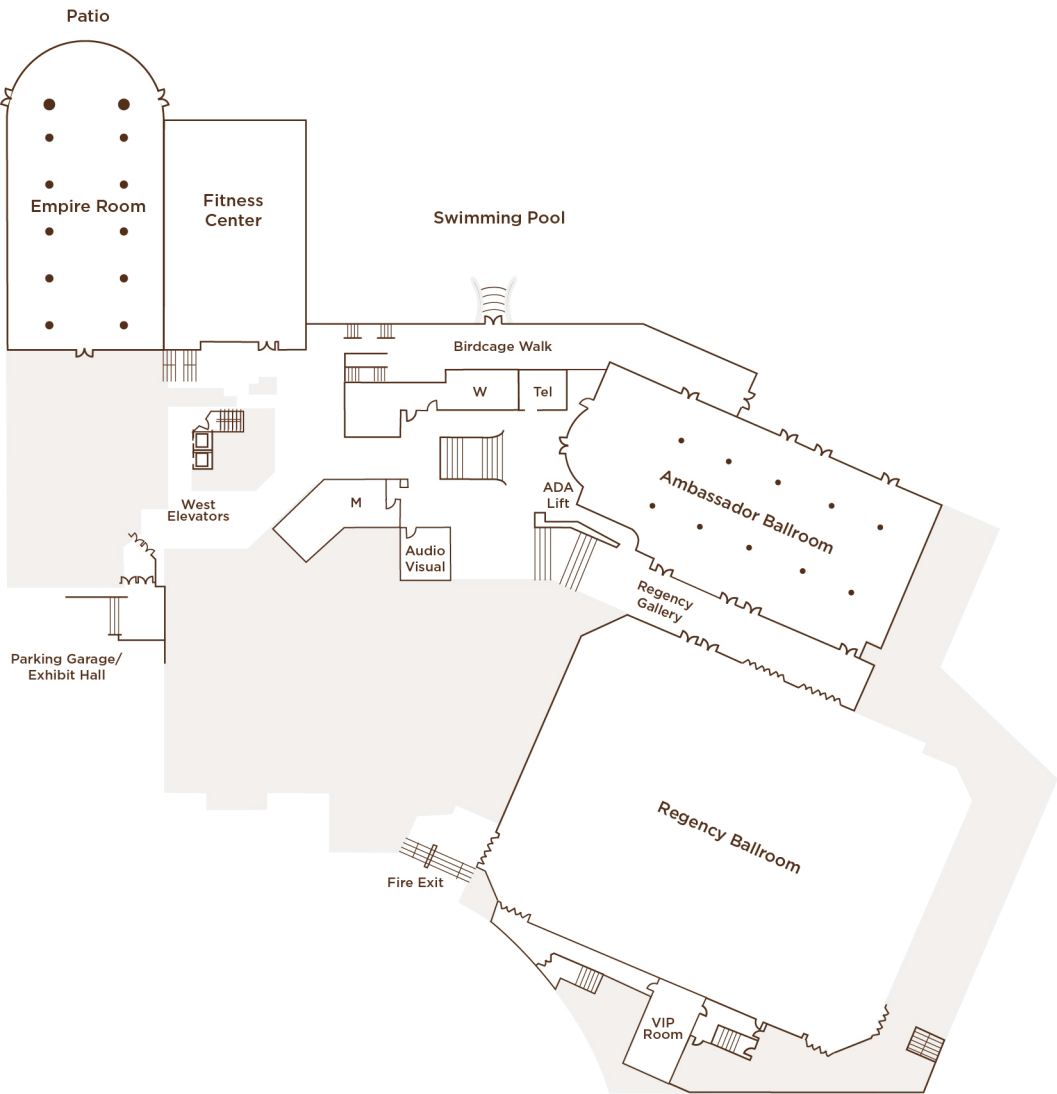 Patio
Empire Room
Fitness
Center
Swimming Pool
Birdcage Walk
W
Tel
Ambassador Ballroom
ADA
Lift
M
West
Elevators
Audio
Visual
Regency
Gallery
Parking Garage/
Exhibit Hall
Regency Ballroom
Fire Exit
VIP
Room